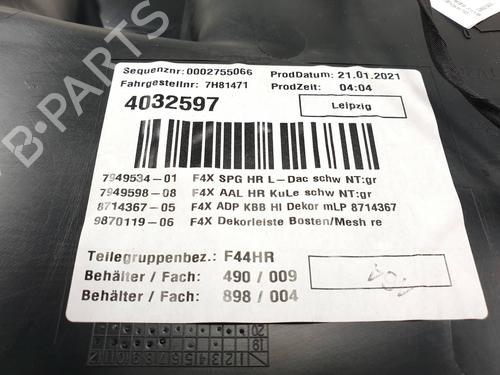 Sequenznr: 0002755066 ProdDatum: 21.01.2021
Fahrgestellnr: 7H81471 ProdZeit: 04:04
4032597 Leipzig
7949534-01 F4X SPG HR L-Dac schw NT:gr
7949598-08 F4X AAL HR KuLe schw NT:gr
8714367-05 F4X ADP KBB HI Dekor mLP 8714367
9870119-06 F4X Dekorleiste Bosten/Mesh re
Teilegruppenbez.: F44HR
Behälter / Fach: 490 / 009
Behälter / Fach: 898 / 004